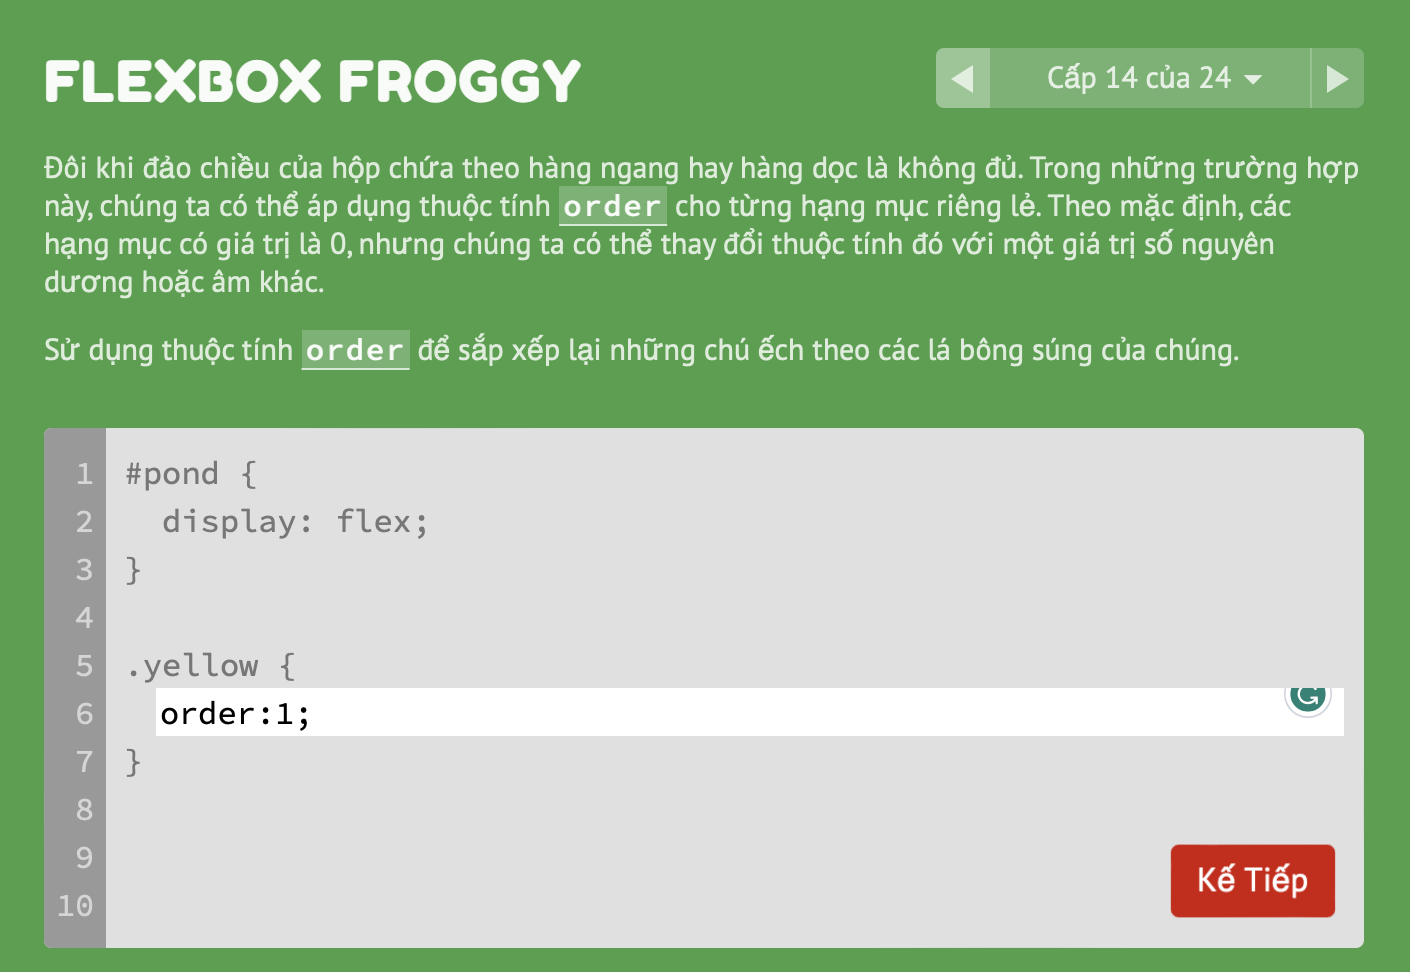 FLEXBOX FROGGY
Cấp 14 của 24
Đôi khi đảo chiều của hộp chứa theo hàng ngang hay hàng dọc là không đủ. Trong những trường hợp
này, chúng ta có thể áp dụng thuộc tính order cho từng hạng mục riêng lẻ. Theo mặc định, các
hạng mục có giá trị là 0, nhưng chúng ta có thể thay đổi thuộc tính đó với một giá trị số nguyên
dương hoặc âm khác.
Sử dụng thuộc tính order để sắp xếp lại những chú ếch theo các lá bông súng của chúng.
1 #pond {
2 display: flex;
3 }
4
5 .yellow {
6 order:1;
7 }
8
9
10
Kế Tiếp